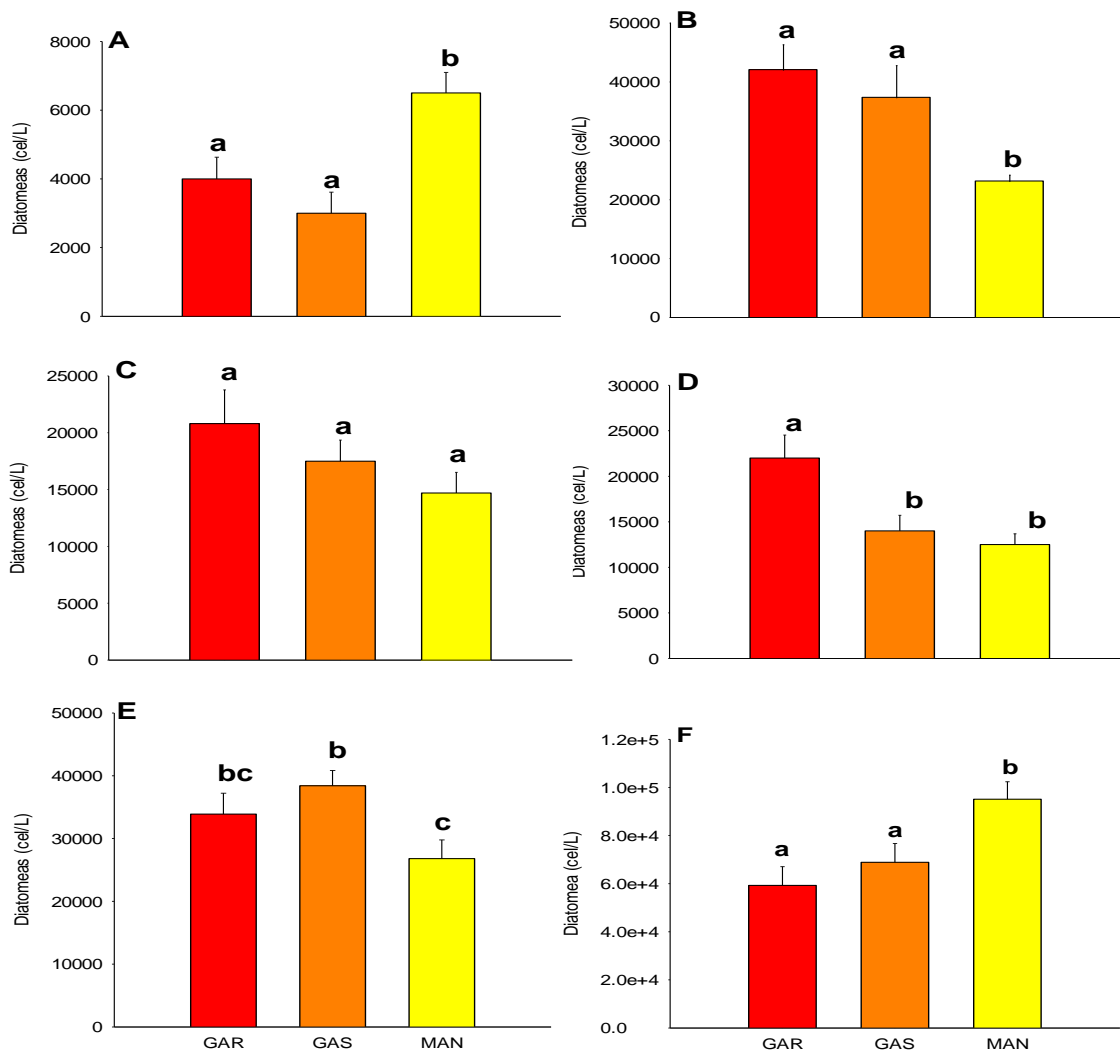 A
8000
6000
4000
2000
0
Diatomeas (cel/L)
a
a
b
B
50000
40000
30000
20000
10000
0
Diatomeas (cel/L)
a
a
b
C
25000
20000
15000
10000
5000
0
Diatomeas (cel/L)
a
a
a
D
30000
25000
20000
15000
10000
5000
0
Diatomeas (cel/L)
a
b
b
E
50000
40000
30000
20000
10000
0
Diatomeas (cel/L)
bc
b
c
GAR GAS MAN
F
1.2e+5
1.0e+5
8.0e+4
6.0e+4
4.0e+4
2.0e+4
0.0
Diatomea (cel/L)
a
a
b
GAR GAS MAN